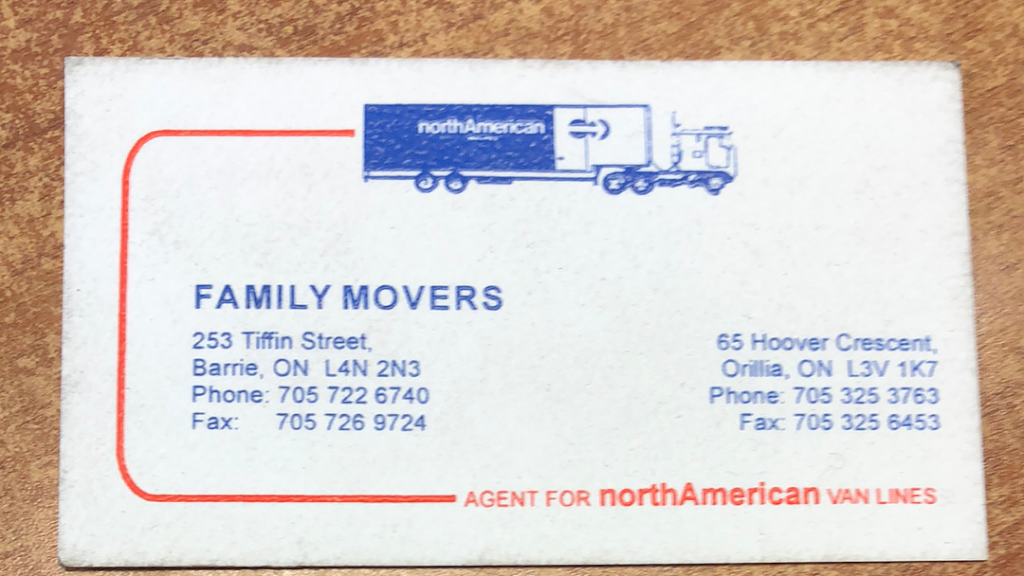 northAmerican
FAMILY MOVERS
253 Tiffin Street,
Barrie, ON L4N 2N3
Phone: 705 722 6740
Fax: 705 726 9724
65 Hoover Crescent,
Orillia, ON L3V 1K7
Phone: 705 325 3763
Fax: 705 325 6453
AGENT FOR northAmerican VAN LINES